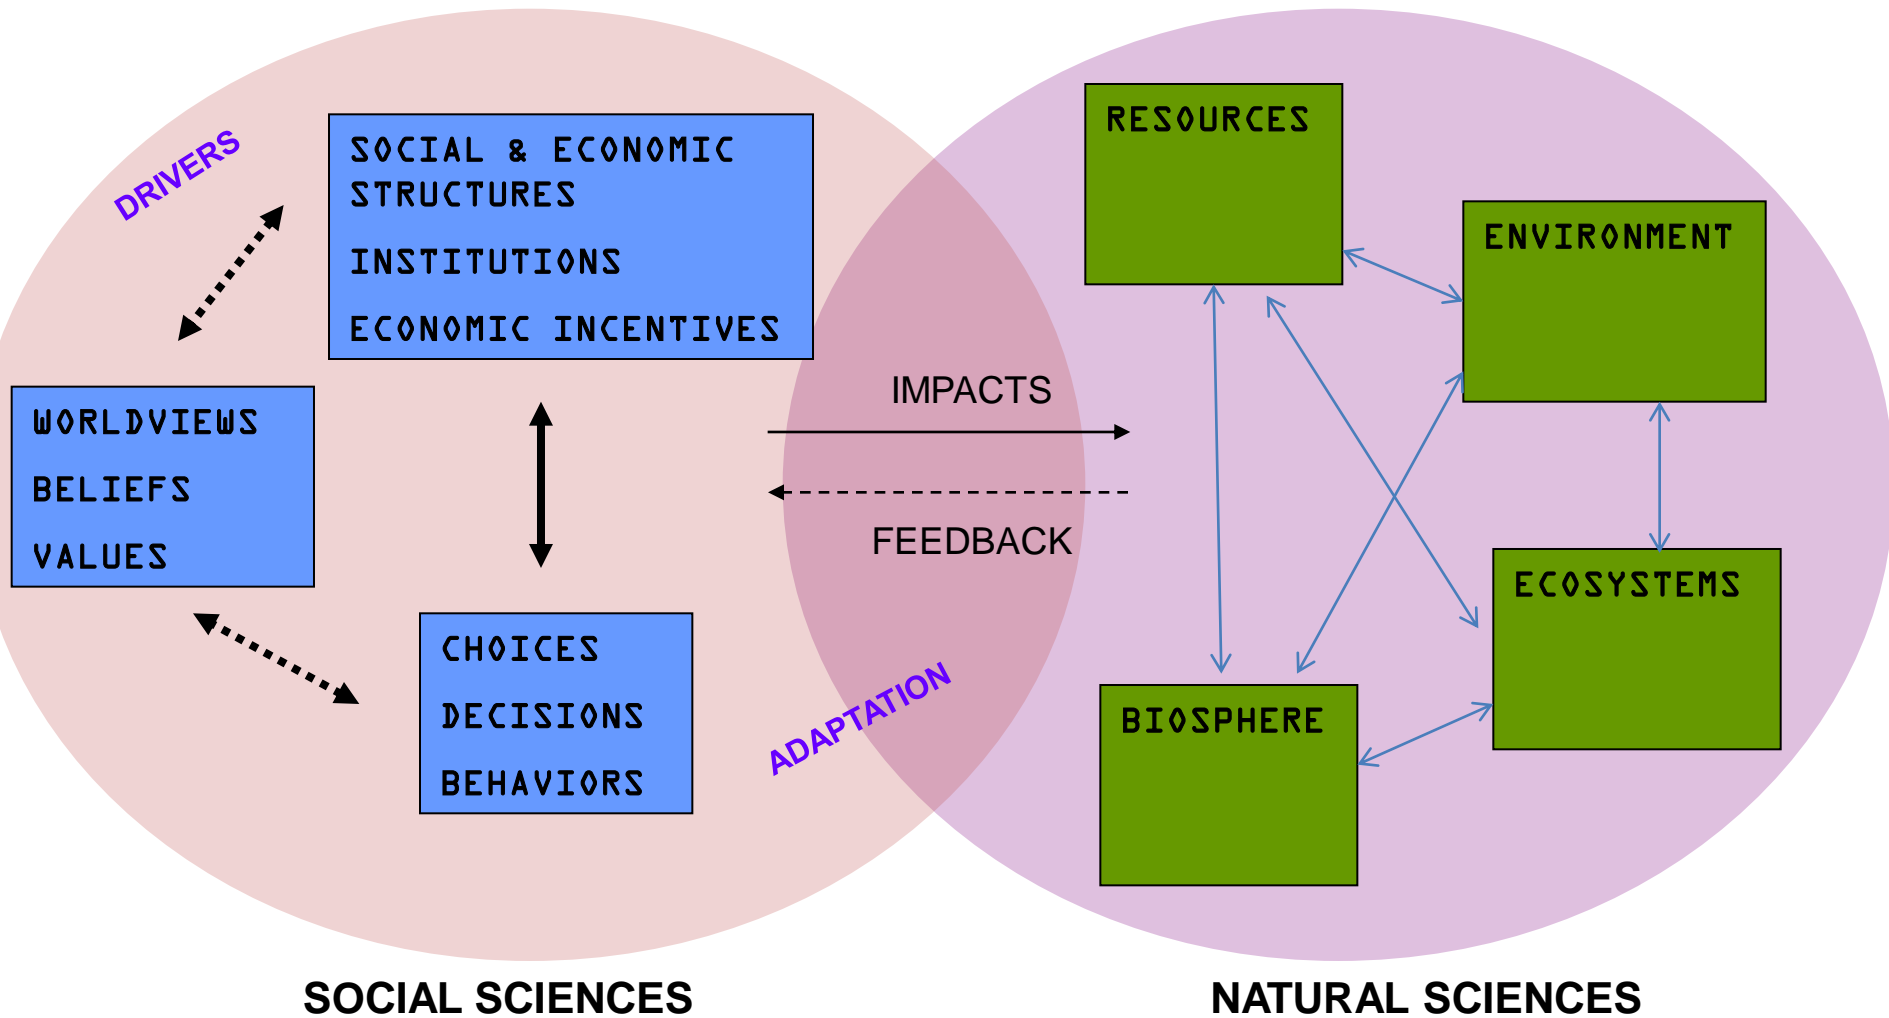 DRIVERS
SOCIAL & ECONOMIC
STRUCTURES
INSTITUTIONS
ECONOMIC INCENTIVES
WORLDVIEWS
BELIEFS
VALUES
CHOICES
DECISIONS
BEHAVIORS
IMPACTS
FEEDBACK
ADAPTATION
RESOURCES
ENVIRONMENT
ECOSYSTEMS
BIOSPHERE
SOCIAL SCIENCES
NATURAL SCIENCES